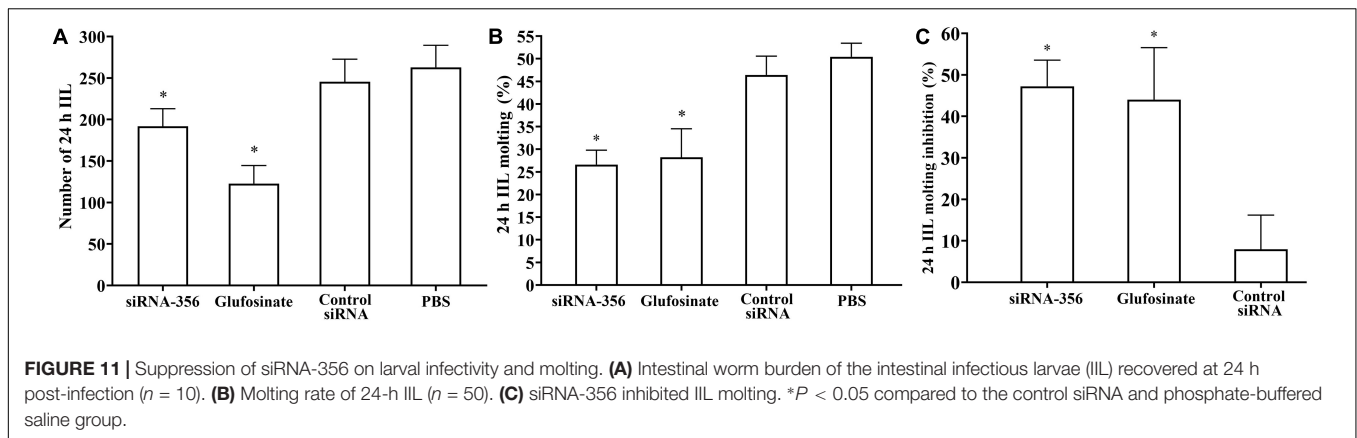 A
Number of 24 h IIL
300
250
200
150
100
50
0
*
*
siRNA-356 Glufosinate Control siRNA PBS
B
24 h IIL molting (%)
55
50
45
40
35
30
25
20
15
10
5
0
*
*
siRNA-356 Glufosinate Control siRNA PBS
C
24 h IIL molting inhibition (%)
60
50
40
30
20
10
0
*
*
siRNA-356 Glufosinate Control siRNA
FIGURE 11 | Suppression of siRNA-356 on larval infectivity and molting. (A) Intestinal worm burden of the intestinal infectious larvae (IIL) recovered at 24 h
post-infection (n = 10). (B) Molting rate of 24-h IIL (n = 50). (C) siRNA-356 inhibited IIL molting. *P < 0.05 compared to the control siRNA and phosphate-buffered
saline group.